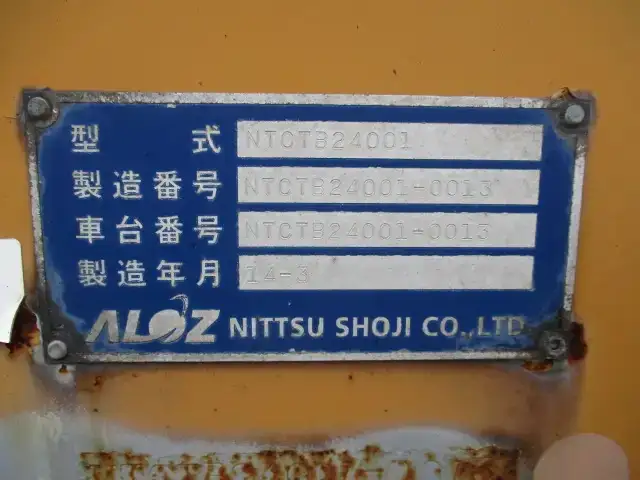 型式 NTCTB24001
製造番号 NTCTB24001-0013
車台番号 NTCTB24001-0013
製造年月 14-3
ALOZ NITTSU SHOJI CO.,LTD